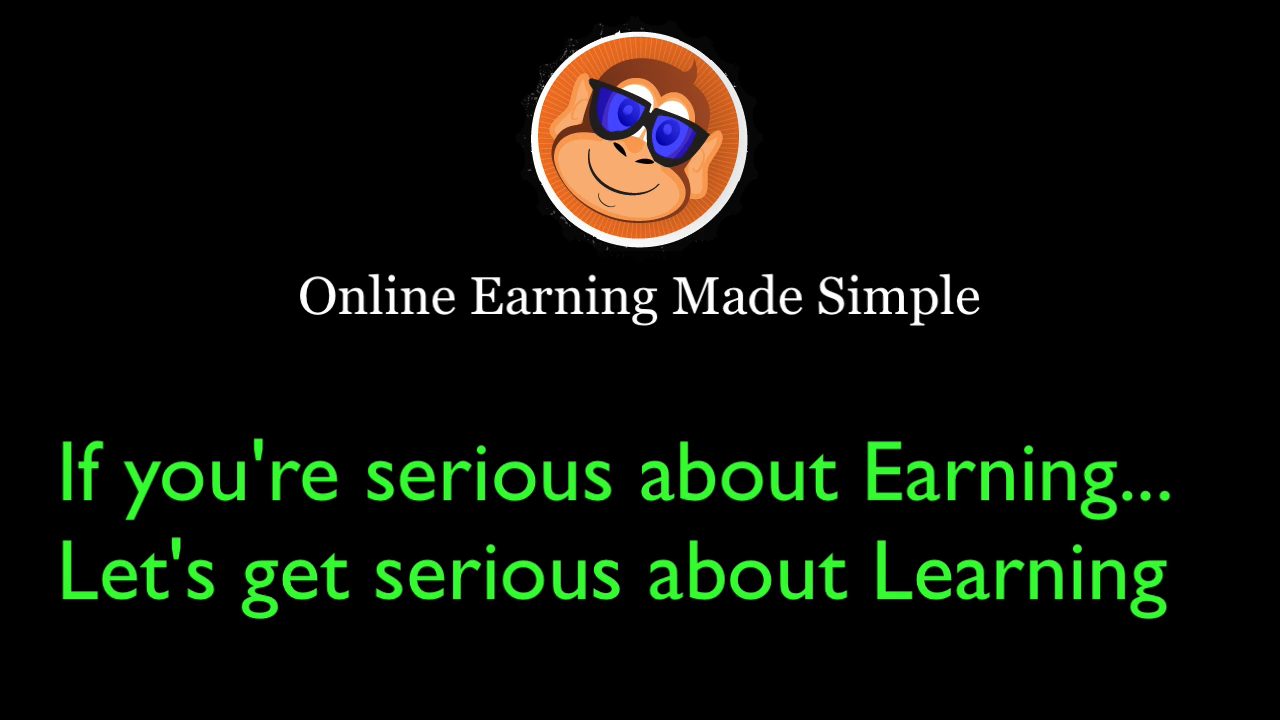 Online Earning Made Simple
If you're serious about Earning...
Let's get serious about Learning